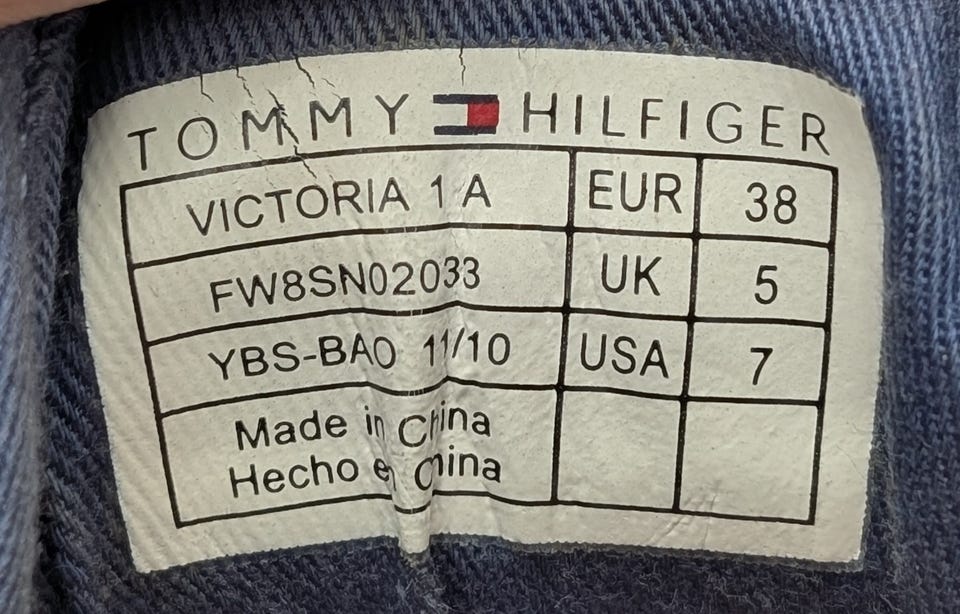 TOMMY HILFIGER
VICTORIA 1 A EUR 38
FW8SN02033 UK 5
YBS-BAO 11/10 USA 7
Made in China
Hecho en China